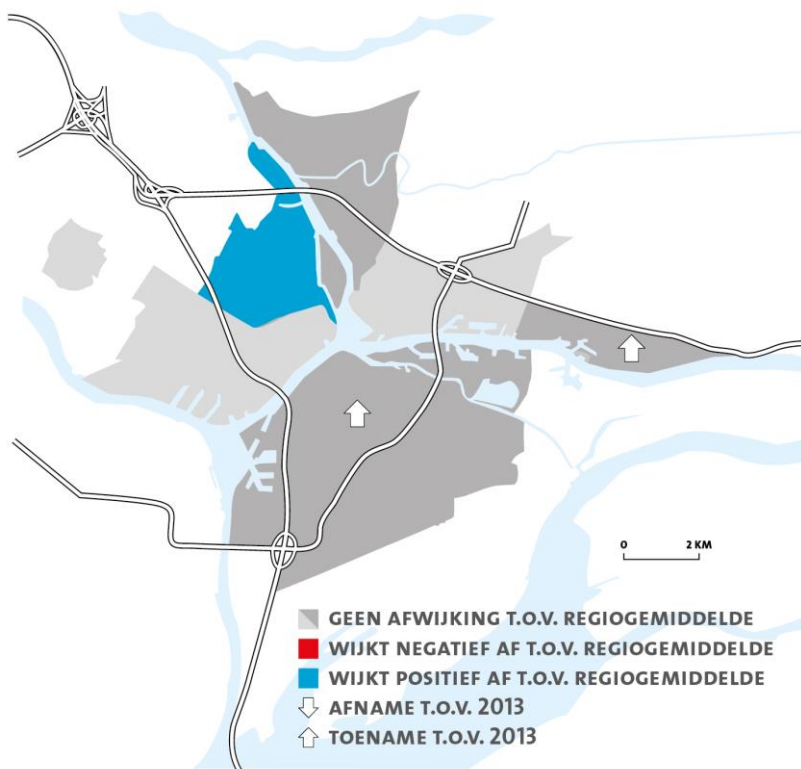 0 2 KM
GEEN AFWIJKING T.O.V. REGIOGEMIDDELDE
WIJKT NEGATIEF AF T.O.V. REGIOGEMIDDELDE
WIJKT POSITIEF AF T.O.V. REGIOGEMIDDELDE
AFNAME T.O.V. 2013
TOENAME T.O.V. 2013